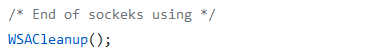 /* End of sockeks using */
WSACleanup();